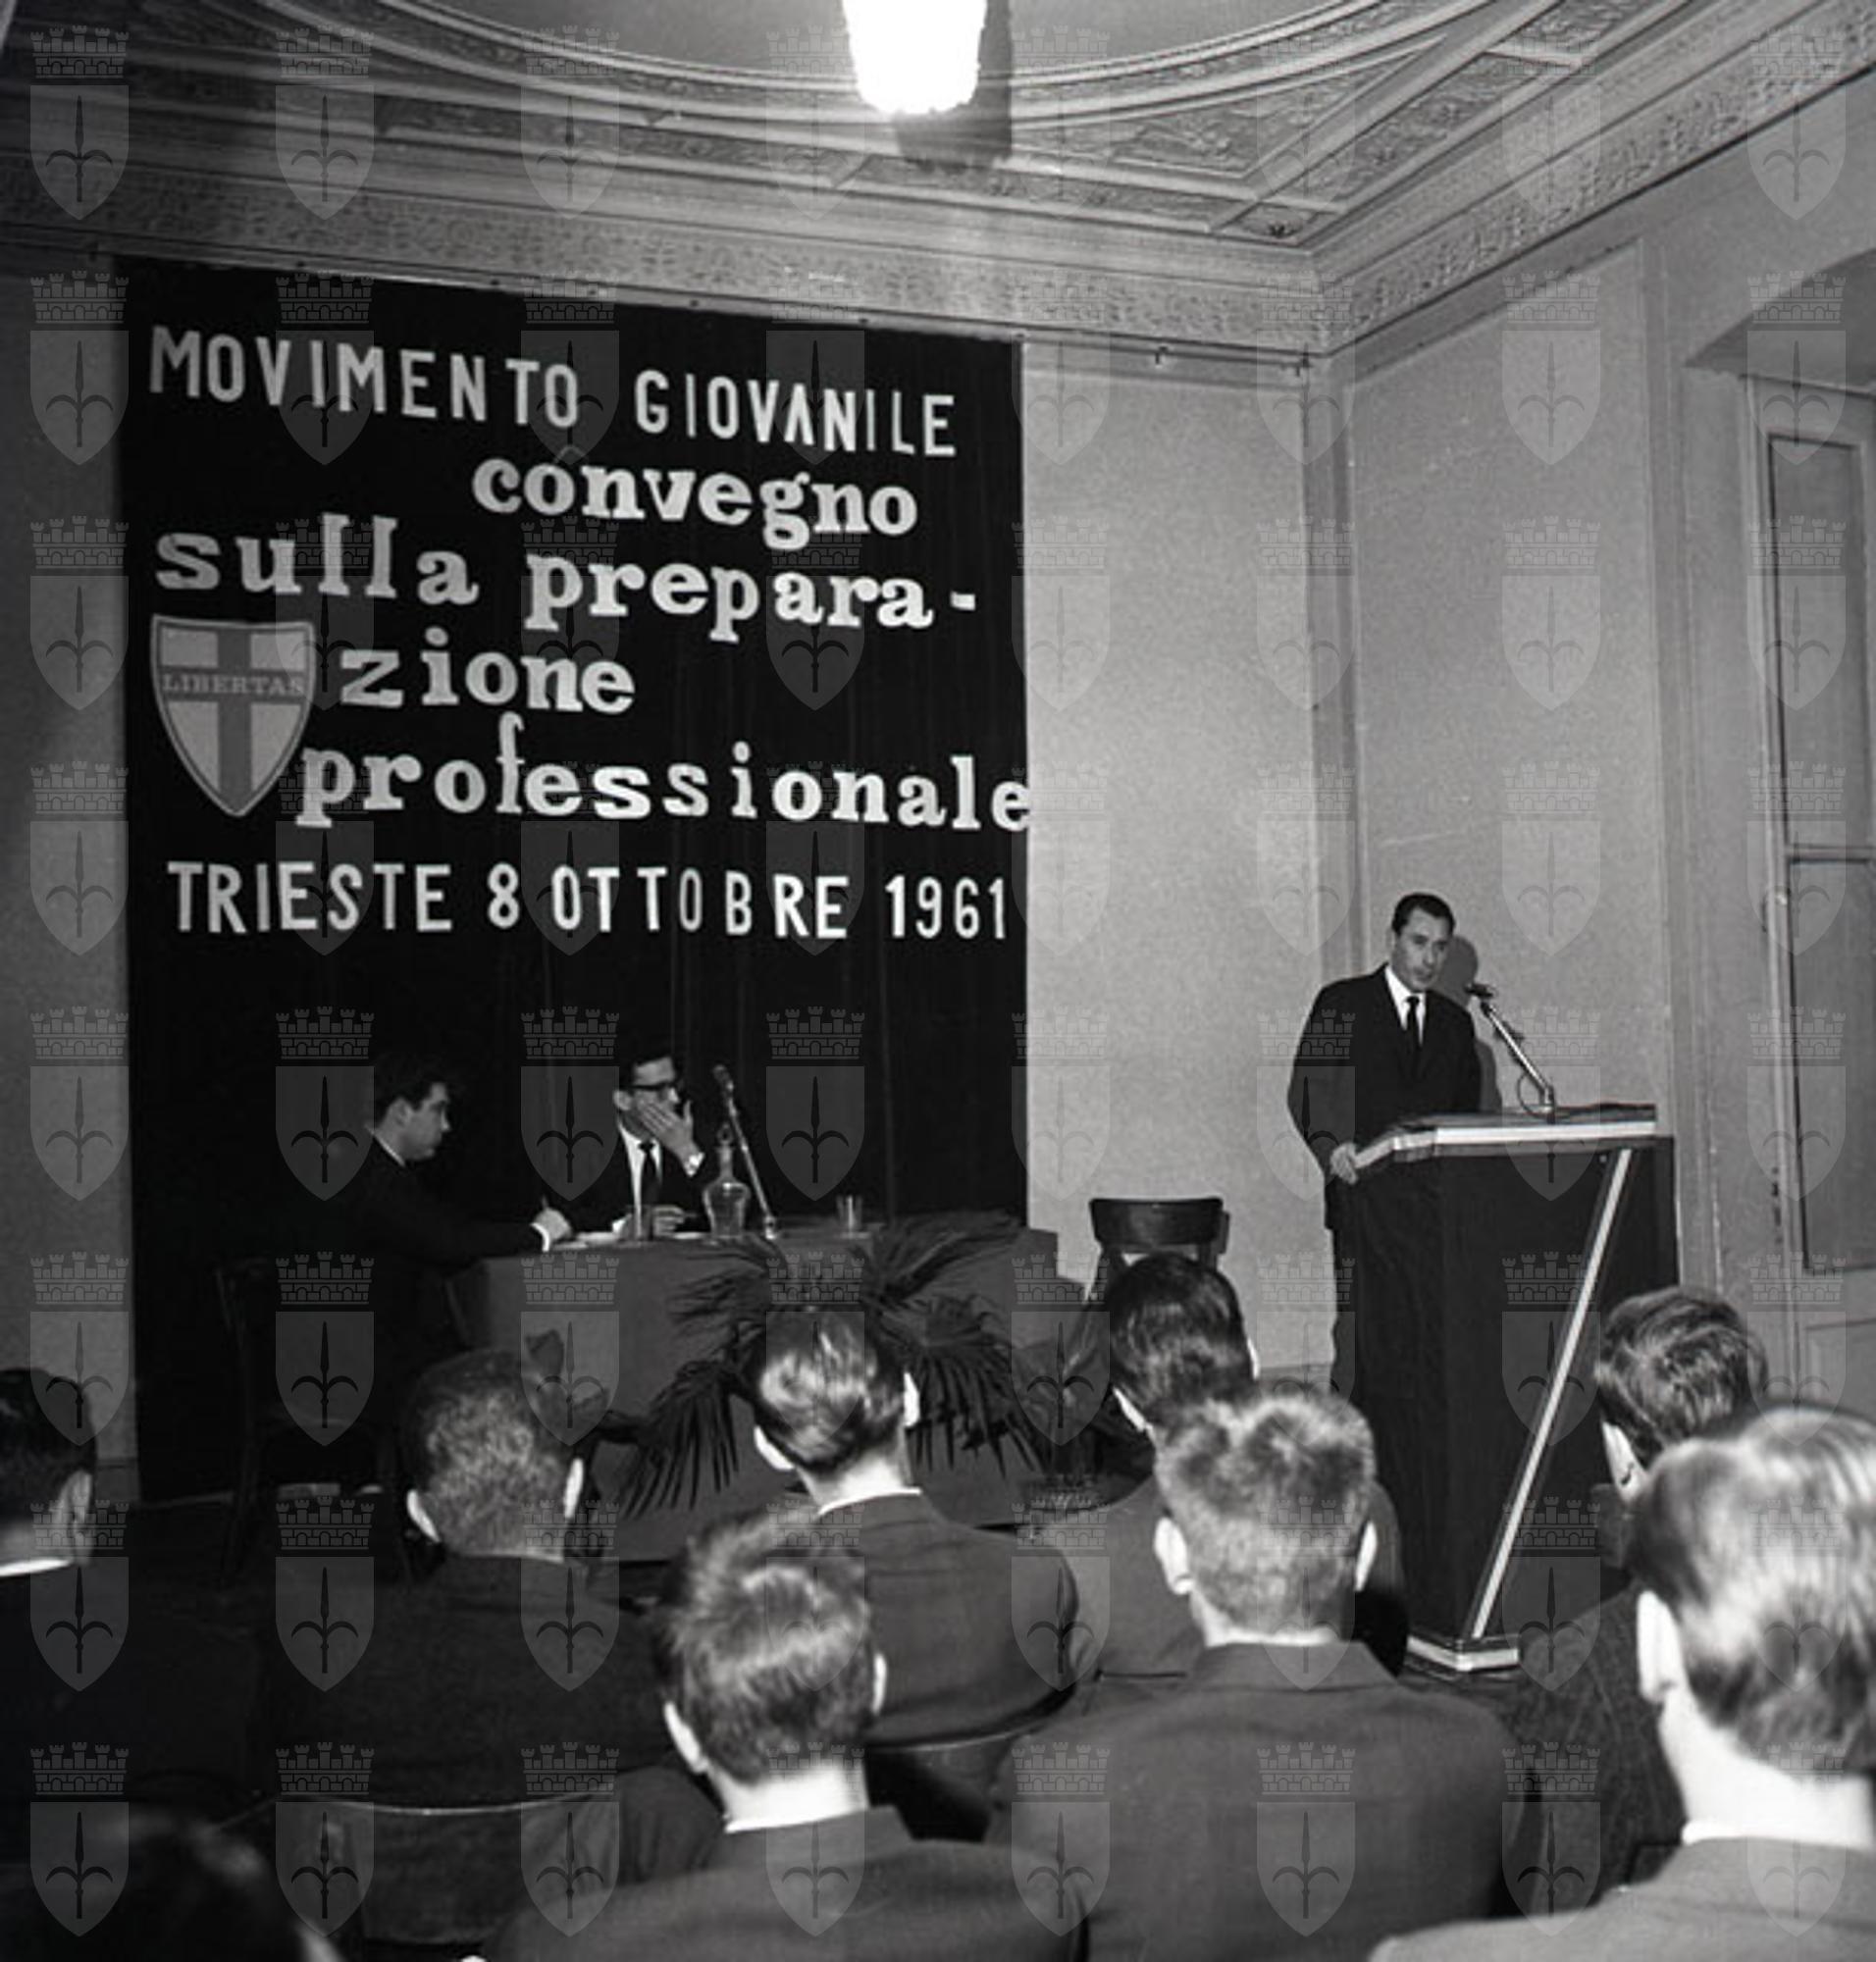 MOVIMENTO GIOVANILE
convegno
sulla prepara-
LIBERTAS
zione
professionale
TRIESTE 8 OTTOBRE 1961